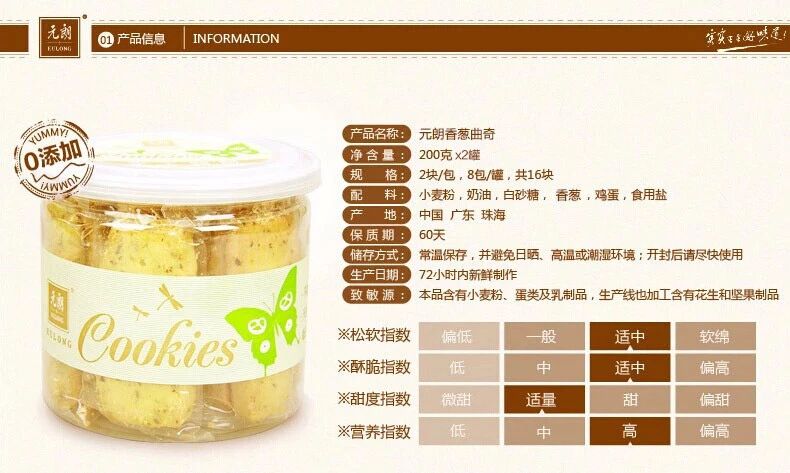 元朗
EULONG
01 产品信息 INFORMATION
实实在在好味道!
YUMMY!
0添加
YUMMY!
元朗
EULONG
Cookies
产品名称: 元朗香葱曲奇
净含量: 200克 x2罐
规格: 2块/包,8包/罐,共16块
配料: 小麦粉,奶油,白砂糖, 香葱,鸡蛋,食用盐
产地: 中国 广东 珠海
保质期: 60天
储存方式: 常温保存,并避免日晒、高温或潮湿环境;开封后请尽快使用
生产日期: 72小时内新鲜制作
致敏源: 本品含有小麦粉、蛋类及乳制品,生产线也加工含有花生和坚果制品
※松软指数 偏低 一般 适中 软绵
※酥脆指数 低 中 适中 偏高
※甜度指数 微甜 适量 甜 偏甜
※营养指数 低 中 高 偏高